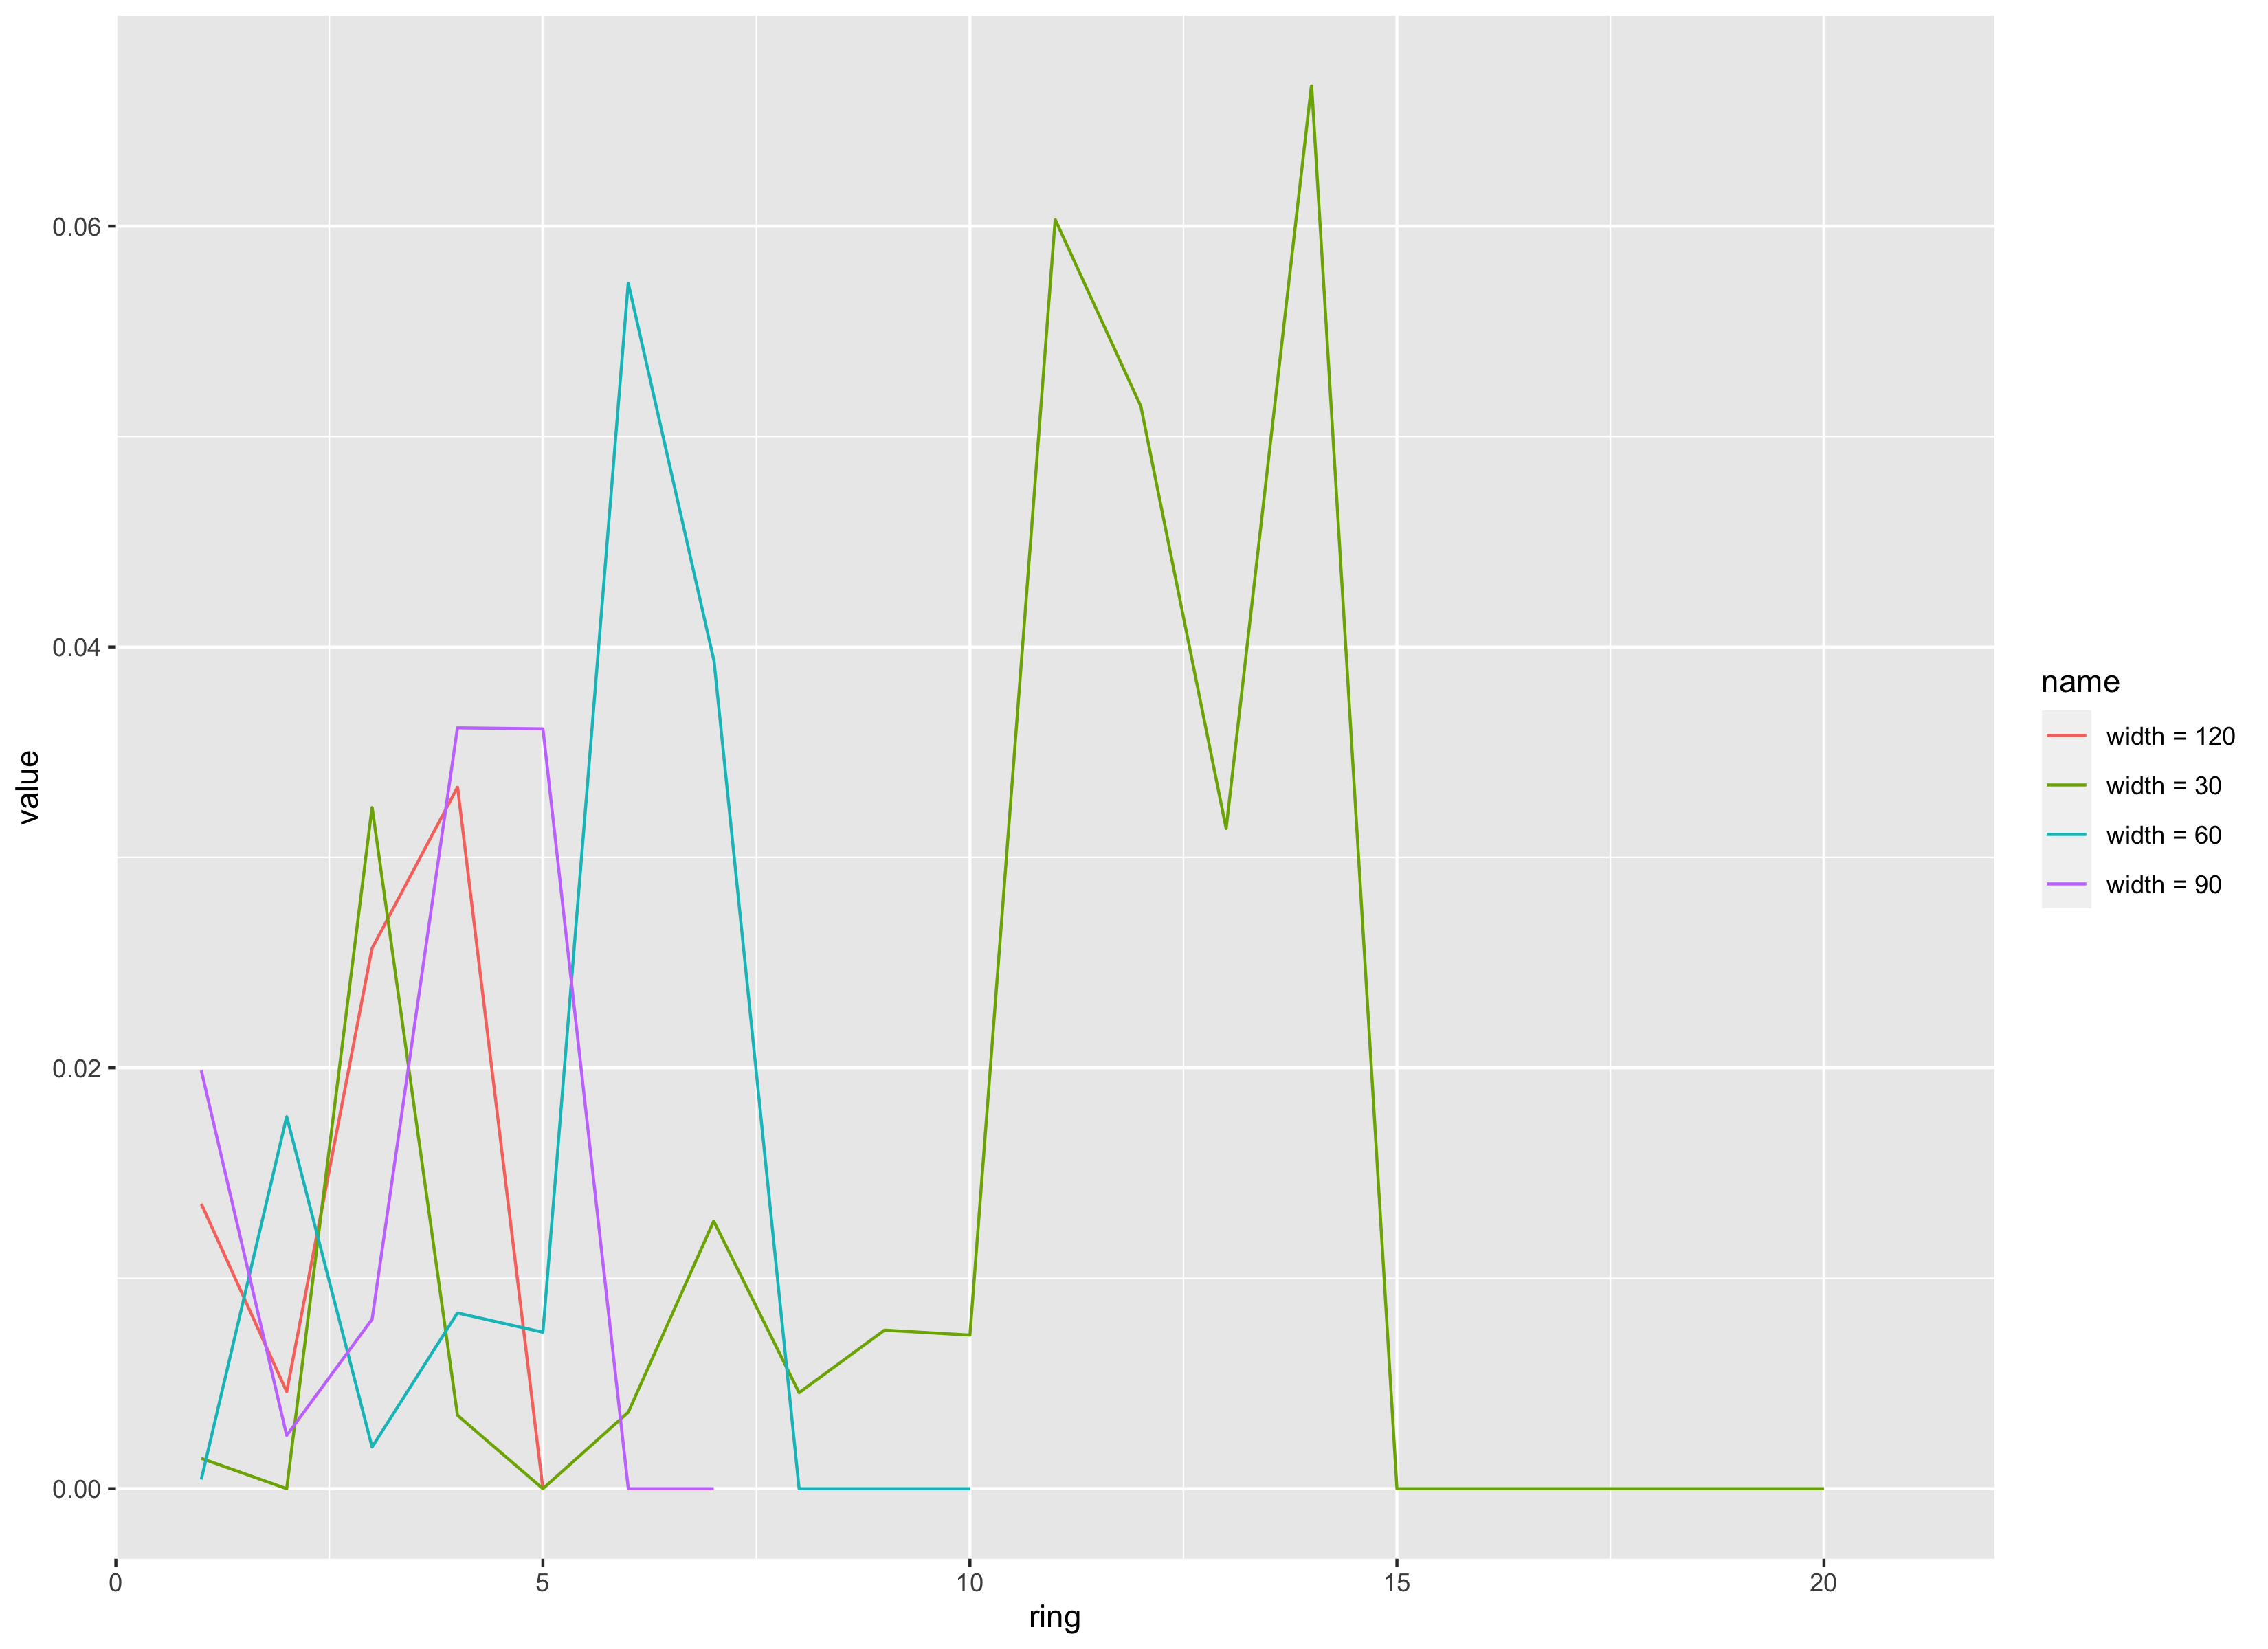 0.06
0.04
0.02
0.00
value
0
5
10
15
20
ring
name
width = 120
width = 30
width = 60
width = 90